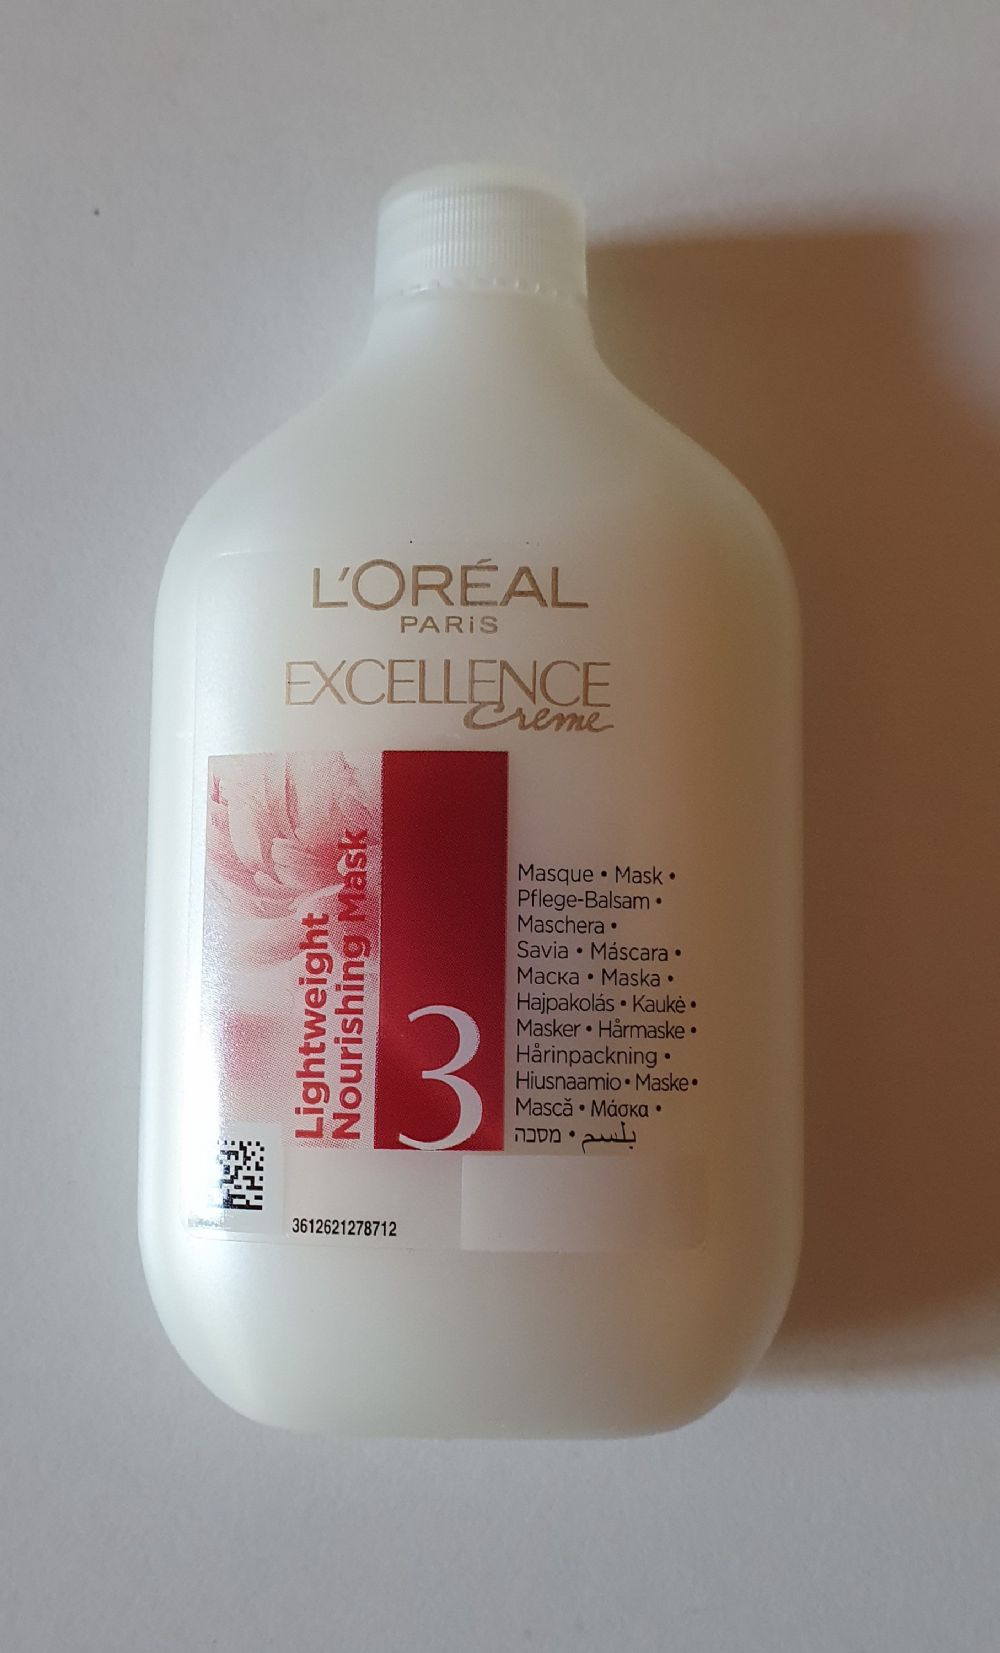 L'ORÉAL
PARiS
EXCELLENCE
Creme
Lightweight
Nourishing Mask
3
Masque • Mask •
Pflege-Balsam •
Maschera •
Savia • Máscara •
Маска • Maska •
Hajpakolás • Kaukė •
Masker • Hårmaske •
Hårinpackning •
Hiusnaamio • Maske •
Mască • Μάσκα •
מסכה • بلسم
3612621278712